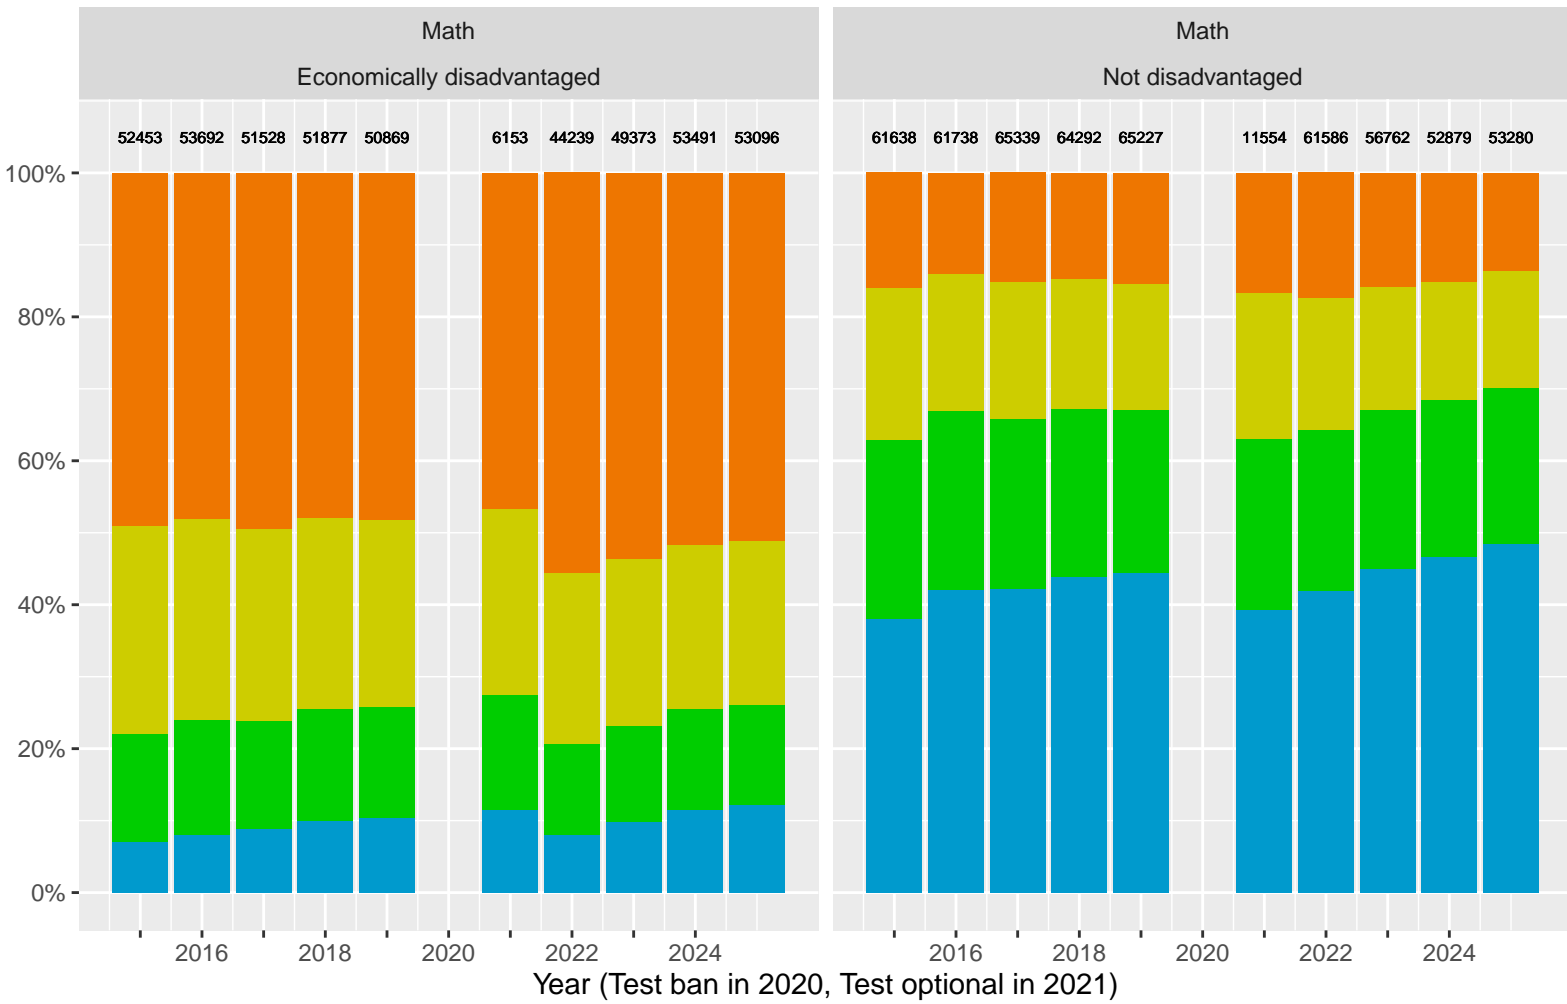 Math Math
Economically disadvantaged Not disadvantaged
52453 53692 51528 51877 50869 6153 44239 49373 53491 53096 61638 61738 65339 64292 65227 11554 61586 56762 52879 53280
100%
80%
60%
40%
20%
0%
2016 2018 2020 2022 2024 2016 2018 2020 2022 2024
Year (Test ban in 2020, Test optional in 2021)